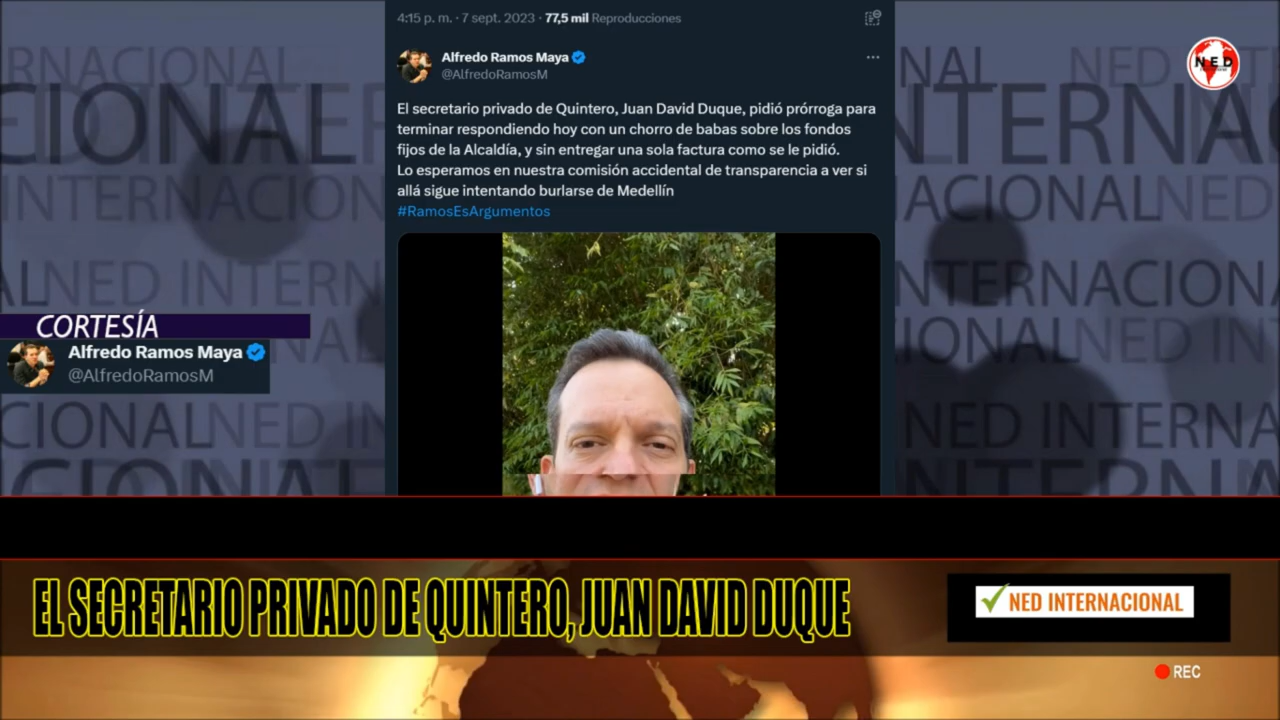 4:15 p. m. · 7 sept. 2023 · 77,5 mil Reproducciones
Alfredo Ramos Maya
@AlfredoRamosM
El secretario privado de Quintero, Juan David Duque, pidió prórroga para
terminar respondiendo hoy con un chorro de babas sobre los fondos
fijos de la Alcaldía, y sin entregar una sola factura como se le pidió.
Lo esperamos en nuestra comisión accidental de transparencia a ver si
allá sigue intentando burlarse de Medellín
#RamosEsArgumentos
NED
CORTESÍA
Alfredo Ramos Maya
@AlfredoRamosM
EL SECRETARIO PRIVADO DE QUINTERO, JUAN DAVID DUQUE
NED INTERNACIONAL
REC